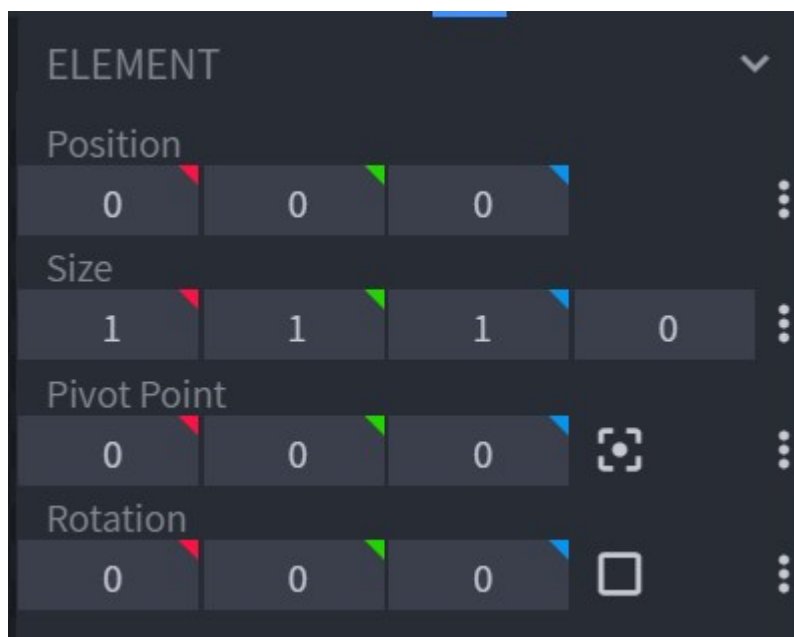 ELEMENT
Position
0 0 0
Size
1 1 1 0
Pivot Point
0 0 0
Rotation
0 0 0